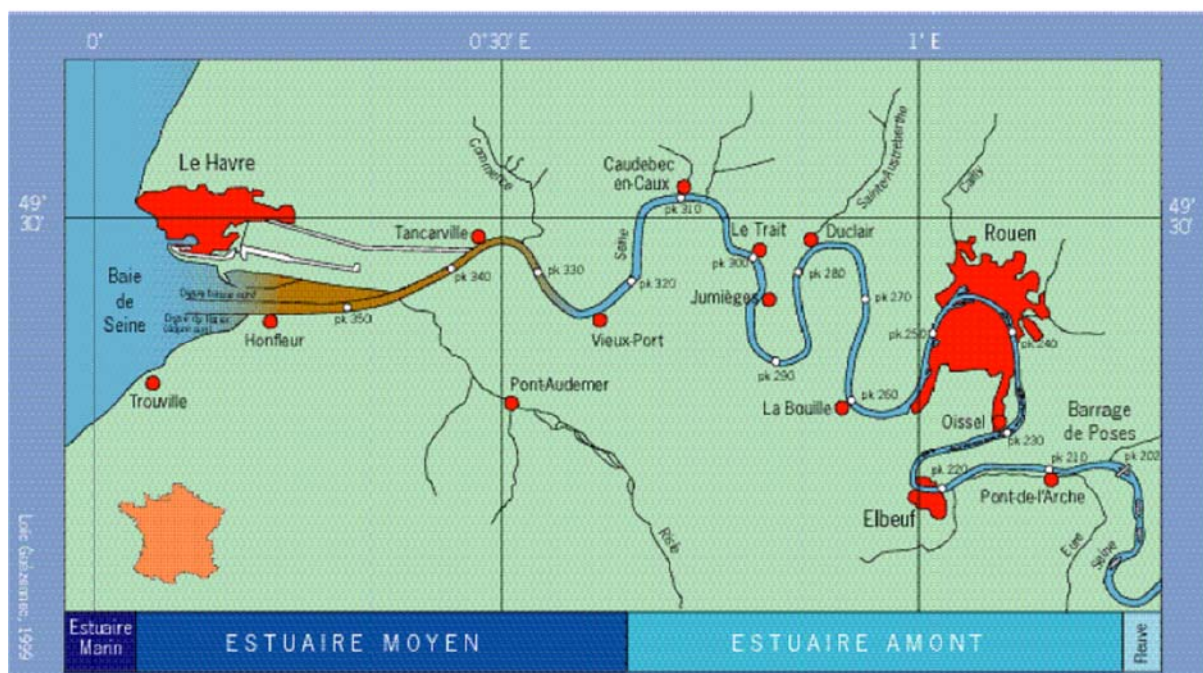 0°
0°30' E
1° E
49°
30'
49°
30'
Le Havre
Commerce
Caudebec
en-Caux
Sainte-Austreberthe
Cailly
pk 310
Seine
Tancarville
Le Trait
Duclair
Rouen
pk 300
pk 340
pk 330
pk 320
pk 280
Baie
de
Seine
Jumièges
pk 270
pk 350
Honfleur
Vieux-Port
pk 250
pk 240
pk 290
Trouville
Pont-Audemer
La Bouille
pk 260
Oissel
Barrage
de Poses
pk 230
pk 220
pk 210
pk 202
Pont-de-l'Arche
Elbeuf
Risle
Eure
Seine
1999
Estuaire
Marin
ESTUAIRE MOYEN
ESTUAIRE AMONT
Fleuve